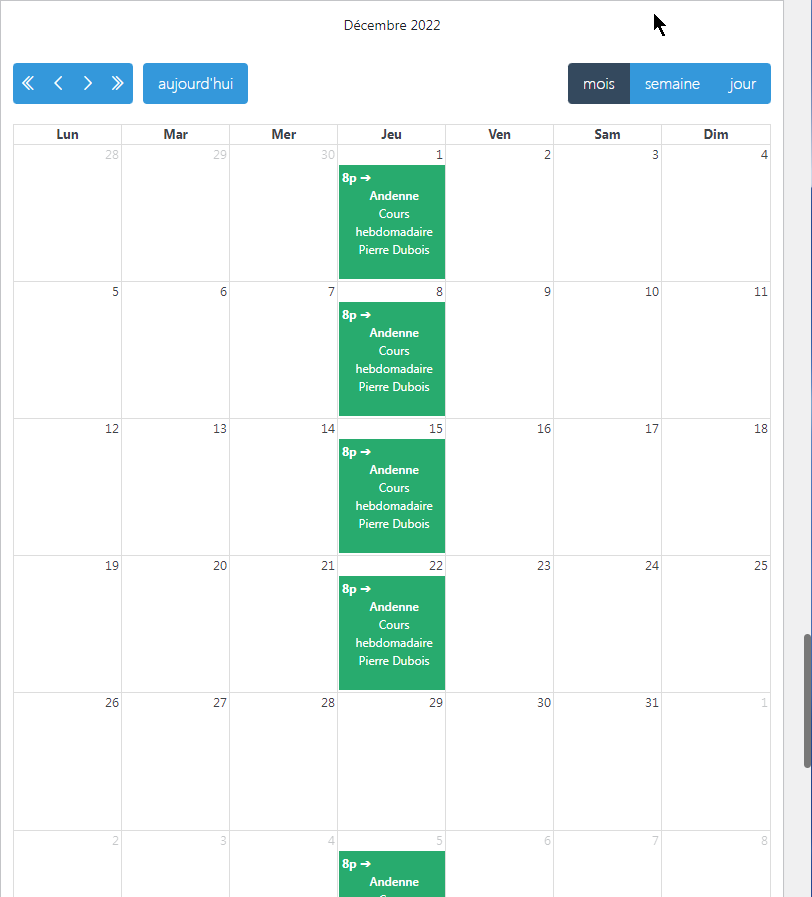 Décembre 2022
aujourd'hui
mois semaine jour
Lun Mar Mer Jeu Ven Sam Dim
28 29 30 1 2 3 4
8p ➔
Andenne
Cours
hebdomadaire
Pierre Dubois
5 6 7 8 9 10 11
8p ➔
Andenne
Cours
hebdomadaire
Pierre Dubois
12 13 14 15 16 17 18
8p ➔
Andenne
Cours
hebdomadaire
Pierre Dubois
19 20 21 22 23 24 25
8p ➔
Andenne
Cours
hebdomadaire
Pierre Dubois
26 27 28 29 30 31 1
2 3 4 5 6 7 8
8p ➔
Andenne